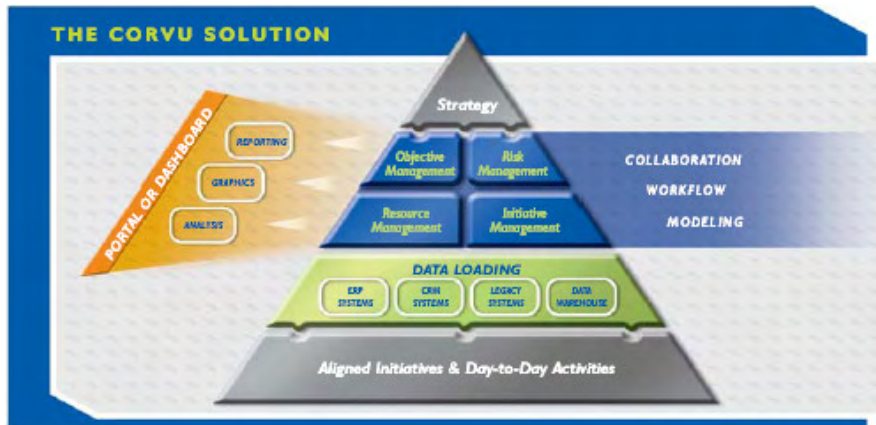 THE CORVU SOLUTION
Strategy
PORTAL OR DASHBOARD
REPORTING
GRAPHICS
ANALYSIS
Objective
Management
Risk
Management
Resource
Management
Initiative
Management
COLLABORATION
WORKFLOW
MODELING
DATA LOADING
ERP
SYSTEMS
CRM
SYSTEMS
LEGACY
SYSTEMS
DATA
WAREHOUSE
Aligned Initiatives & Day-to-Day Activities